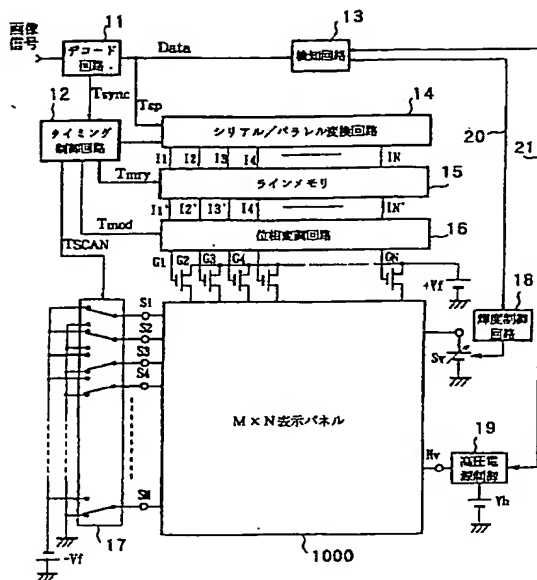 画像
信号
11
デコード
回路
Data
13
検知回路
Tsync
12
タイミング
制御回路
Tsp
14
シリアル/パラレル変換回路
20
21
I1 I2 I3 I4 IN
Tmry
15
ラインメモリ
I1' I2' I3' I4' IN'
Tmod
16
位相変調回路
TSCAN
G1 G2 G3 G4 GN
+Vf
18
輝度制御
回路
S1
S2
S3
S4
Sv
M×N表示パネル
19
高圧電
源制御
Hv
Vh
SM
17
-Vf
1000